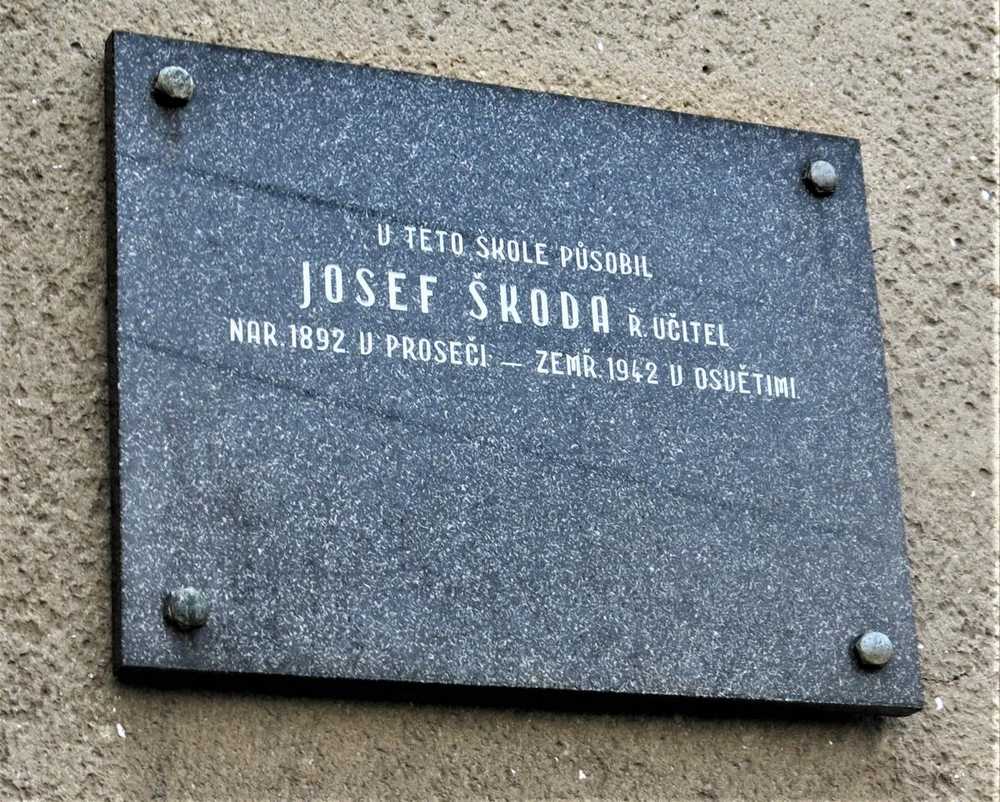 U TÉTO ŠKOLE PŮSOBIL
JOSEF ŠKODA Ř. UČITEL
NAR. 1892 V PROSEČI. — ZEMŘ. 1942 V OSVĚTIMI.